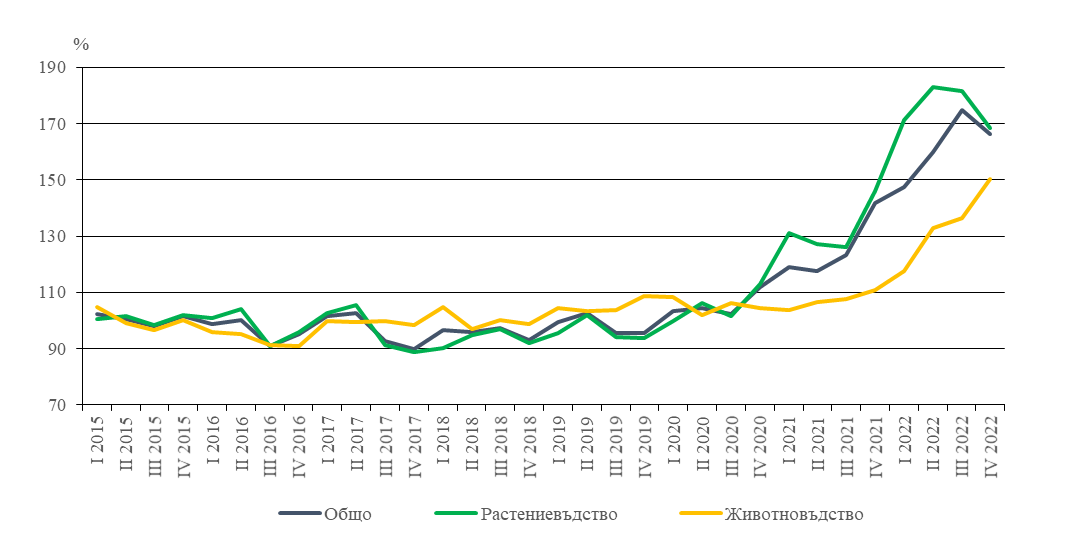 %
190
170
150
130
110
90
70
I 2015
II 2015
III 2015
IV 2015
I 2016
II 2016
III 2016
IV 2016
I 2017
II 2017
III 2017
IV 2017
I 2018
II 2018
III 2018
IV 2018
I 2019
II 2019
III 2019
IV 2019
I 2020
II 2020
III 2020
IV 2020
I 2021
II 2021
III 2021
IV 2021
I 2022
II 2022
III 2022
IV 2022
Общо Растениевъдство Животновъдство